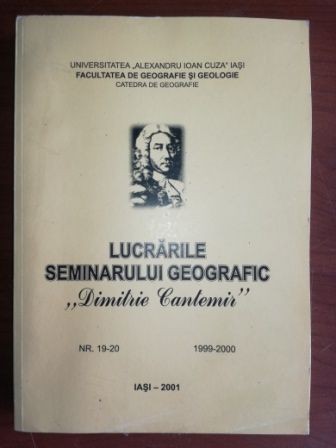 UNIVERSITATEA „ALEXANDRU IOAN CUZA” IAŞI
FACULTATEA DE GEOGRAFIE ŞI GEOLOGIE
CATEDRA DE GEOGRAFIE
LUCRĂRILE
SEMINARULUI GEOGRAFIC
„Dimitrie Cantemir”
NR. 19-20 1999-2000
IAŞI – 2001